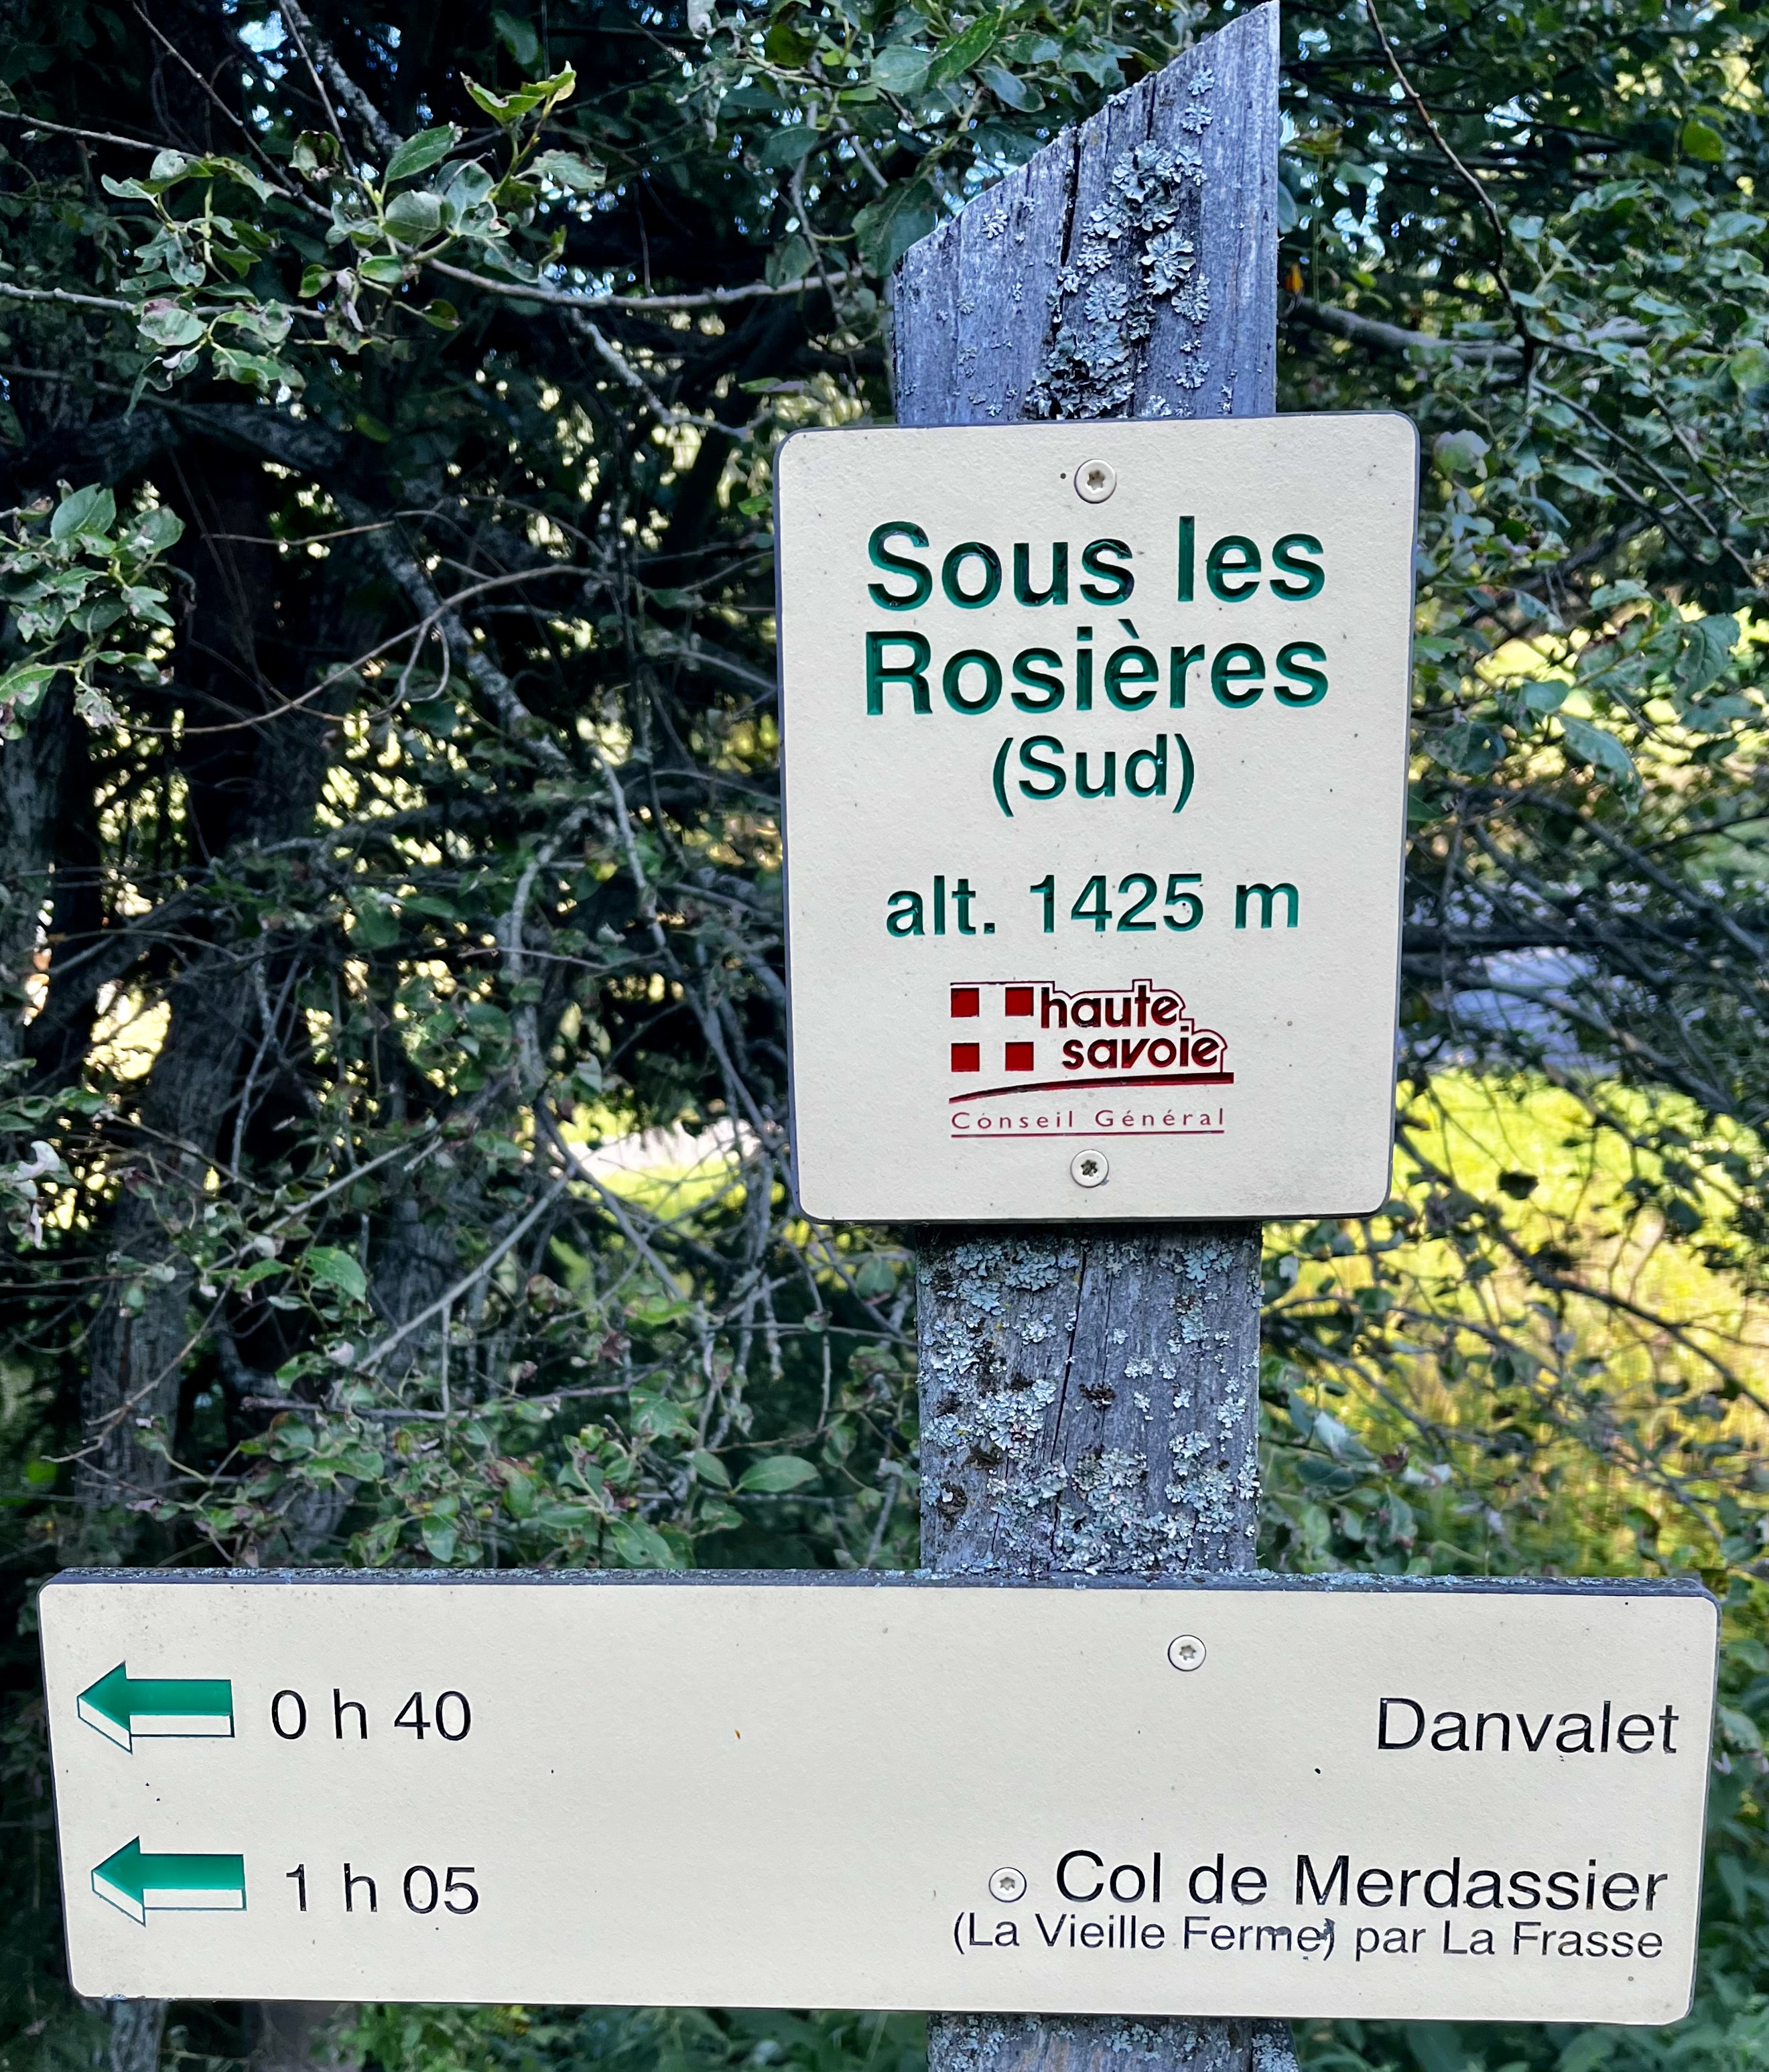 Sous les
Rosières
(Sud)
alt. 1425 m
haute
savoie
Conseil Général
0 h 40 Danvalet
1 h 05 Col de Merdassier
(La Vieille Ferme) par La Frasse